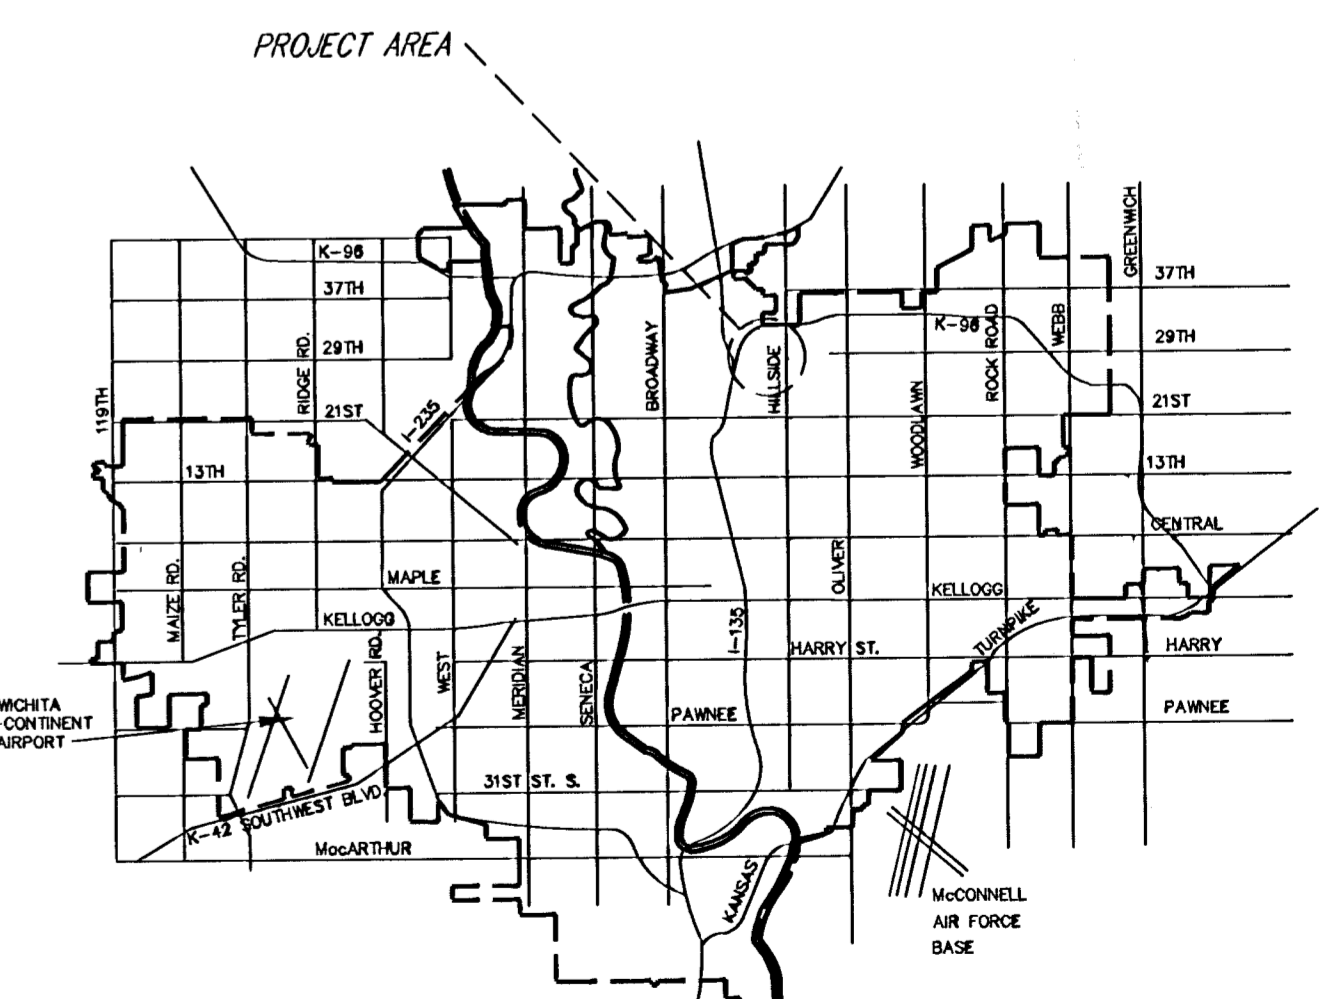 PROJECT AREA
GREENWICH
K-96
37TH
37TH
RIDGE RD.
29TH
BROADWAY
HILLSIDE
K-96
ROCK ROAD
WEBB
29TH
119TH
21ST
I-235
WOODLAWN
21ST
13TH
13TH
CENTRAL
MAIZE RD.
TYLER RD.
MAPLE
OLIVER
KELLOGG
KELLOGG
I-135
HARRY ST.
TURNPIKE
HARRY
HOOVER RD.
WEST
MERIDIAN
SENECA
WICHITA
-CONTINENT
AIRPORT
PAWNEE
PAWNEE
31ST ST. S.
K-42 SOUTHWEST BLVD.
MacARTHUR
KANSAS
McCONNELL
AIR FORCE
BASE